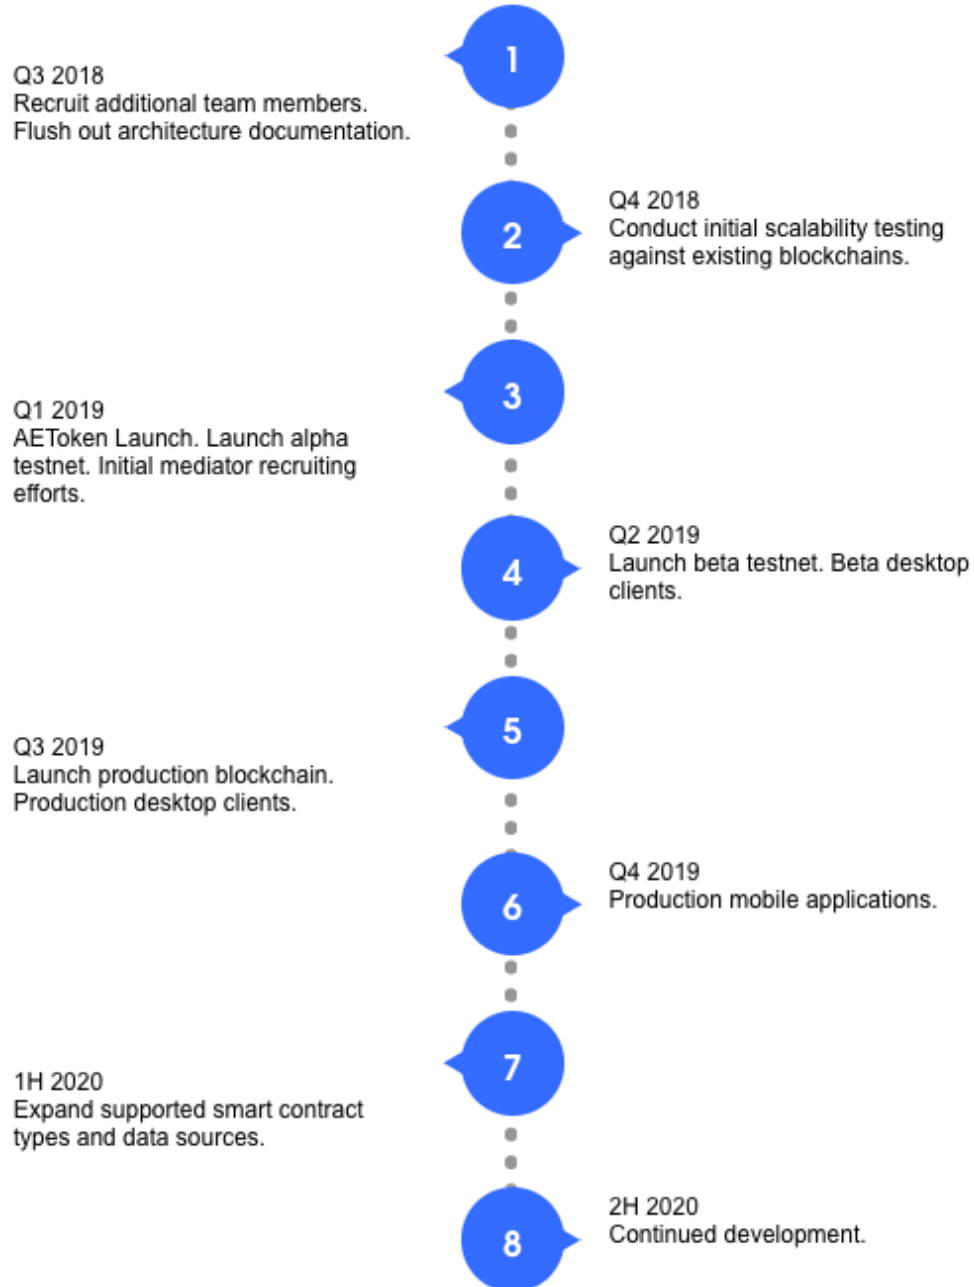 1
Q3 2018
Recruit additional team members.
Flush out architecture documentation.
2
Q4 2018
Conduct initial scalability testing
against existing blockchains.
3
Q1 2019
AEToken Launch. Launch alpha
testnet. Initial mediator recruiting
efforts.
4
Q2 2019
Launch beta testnet. Beta desktop
clients.
5
Q3 2019
Launch production blockchain.
Production desktop clients.
6
Q4 2019
Production mobile applications.
7
1H 2020
Expand supported smart contract
types and data sources.
8
2H 2020
Continued development.